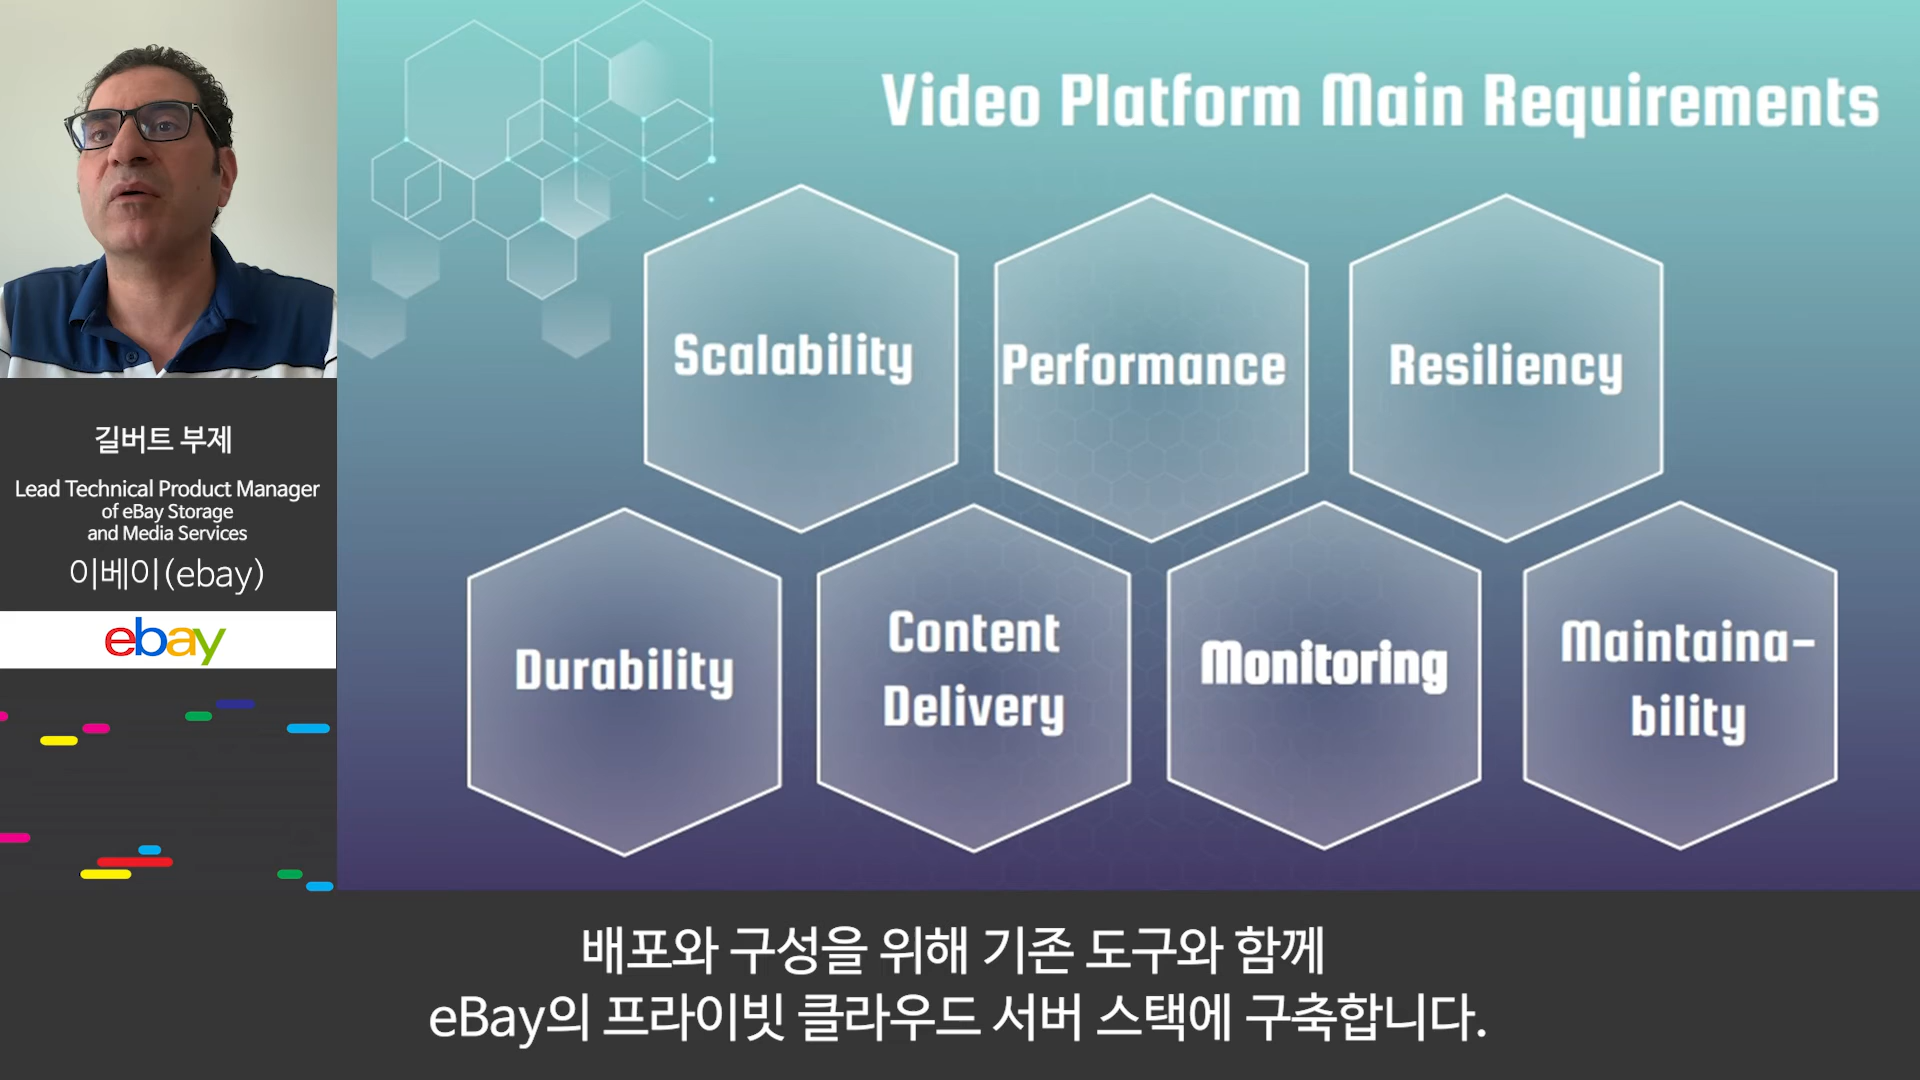 Video Platform Main Requirements
Scalability
Performance
Resiliency
Durability
Content
Delivery
Monitoring
Maintaina-
bility
길버트 부제
Lead Technical Product Manager
of eBay Storage
and Media Services
이베이(ebay)
ebay
배포와 구성을 위해 기존 도구와 함께
eBay의 프라이빗 클라우드 서버 스택에 구축합니다.